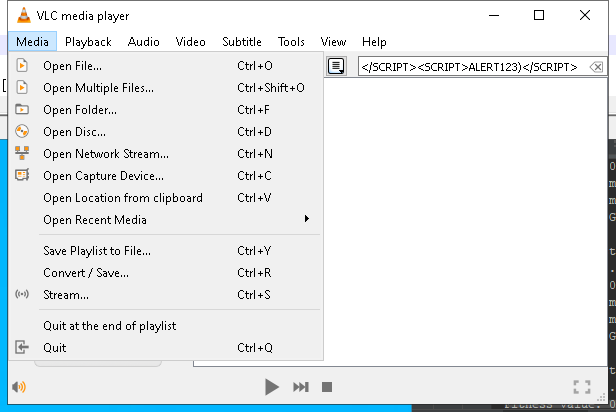 VLC media player
Media Playback Audio Video Subtitle Tools View Help
</SCRIPT><SCRIPT>ALERT123)</SCRIPT>
Open File... Ctrl+O
Open Multiple Files... Ctrl+Shift+O
Open Folder... Ctrl+F
Open Disc... Ctrl+D
Open Network Stream... Ctrl+N
Open Capture Device... Ctrl+C
Open Location from clipboard Ctrl+V
Open Recent Media
Save Playlist to File... Ctrl+Y
Convert / Save... Ctrl+R
Stream... Ctrl+S
Quit at the end of playlist
Quit Ctrl+Q